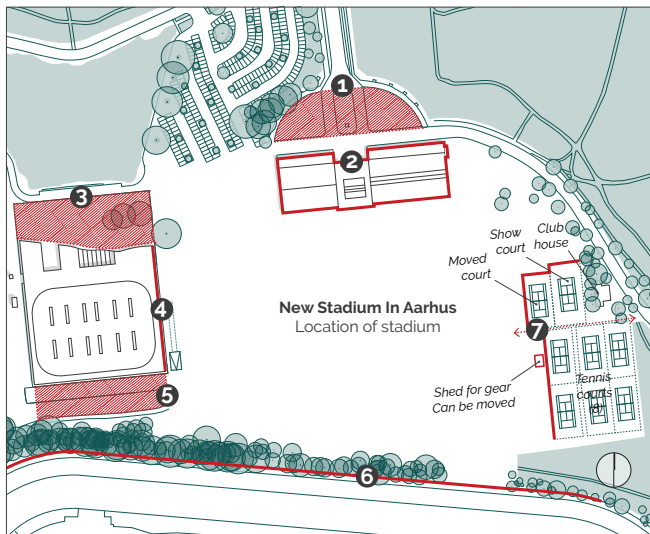 1
2
3
Show
court
Club
house
Moved
court
4
New Stadium In Aarhus
Location of stadium
7
Shed for gear
Can be moved
5
Tennis
courts
(8)
6